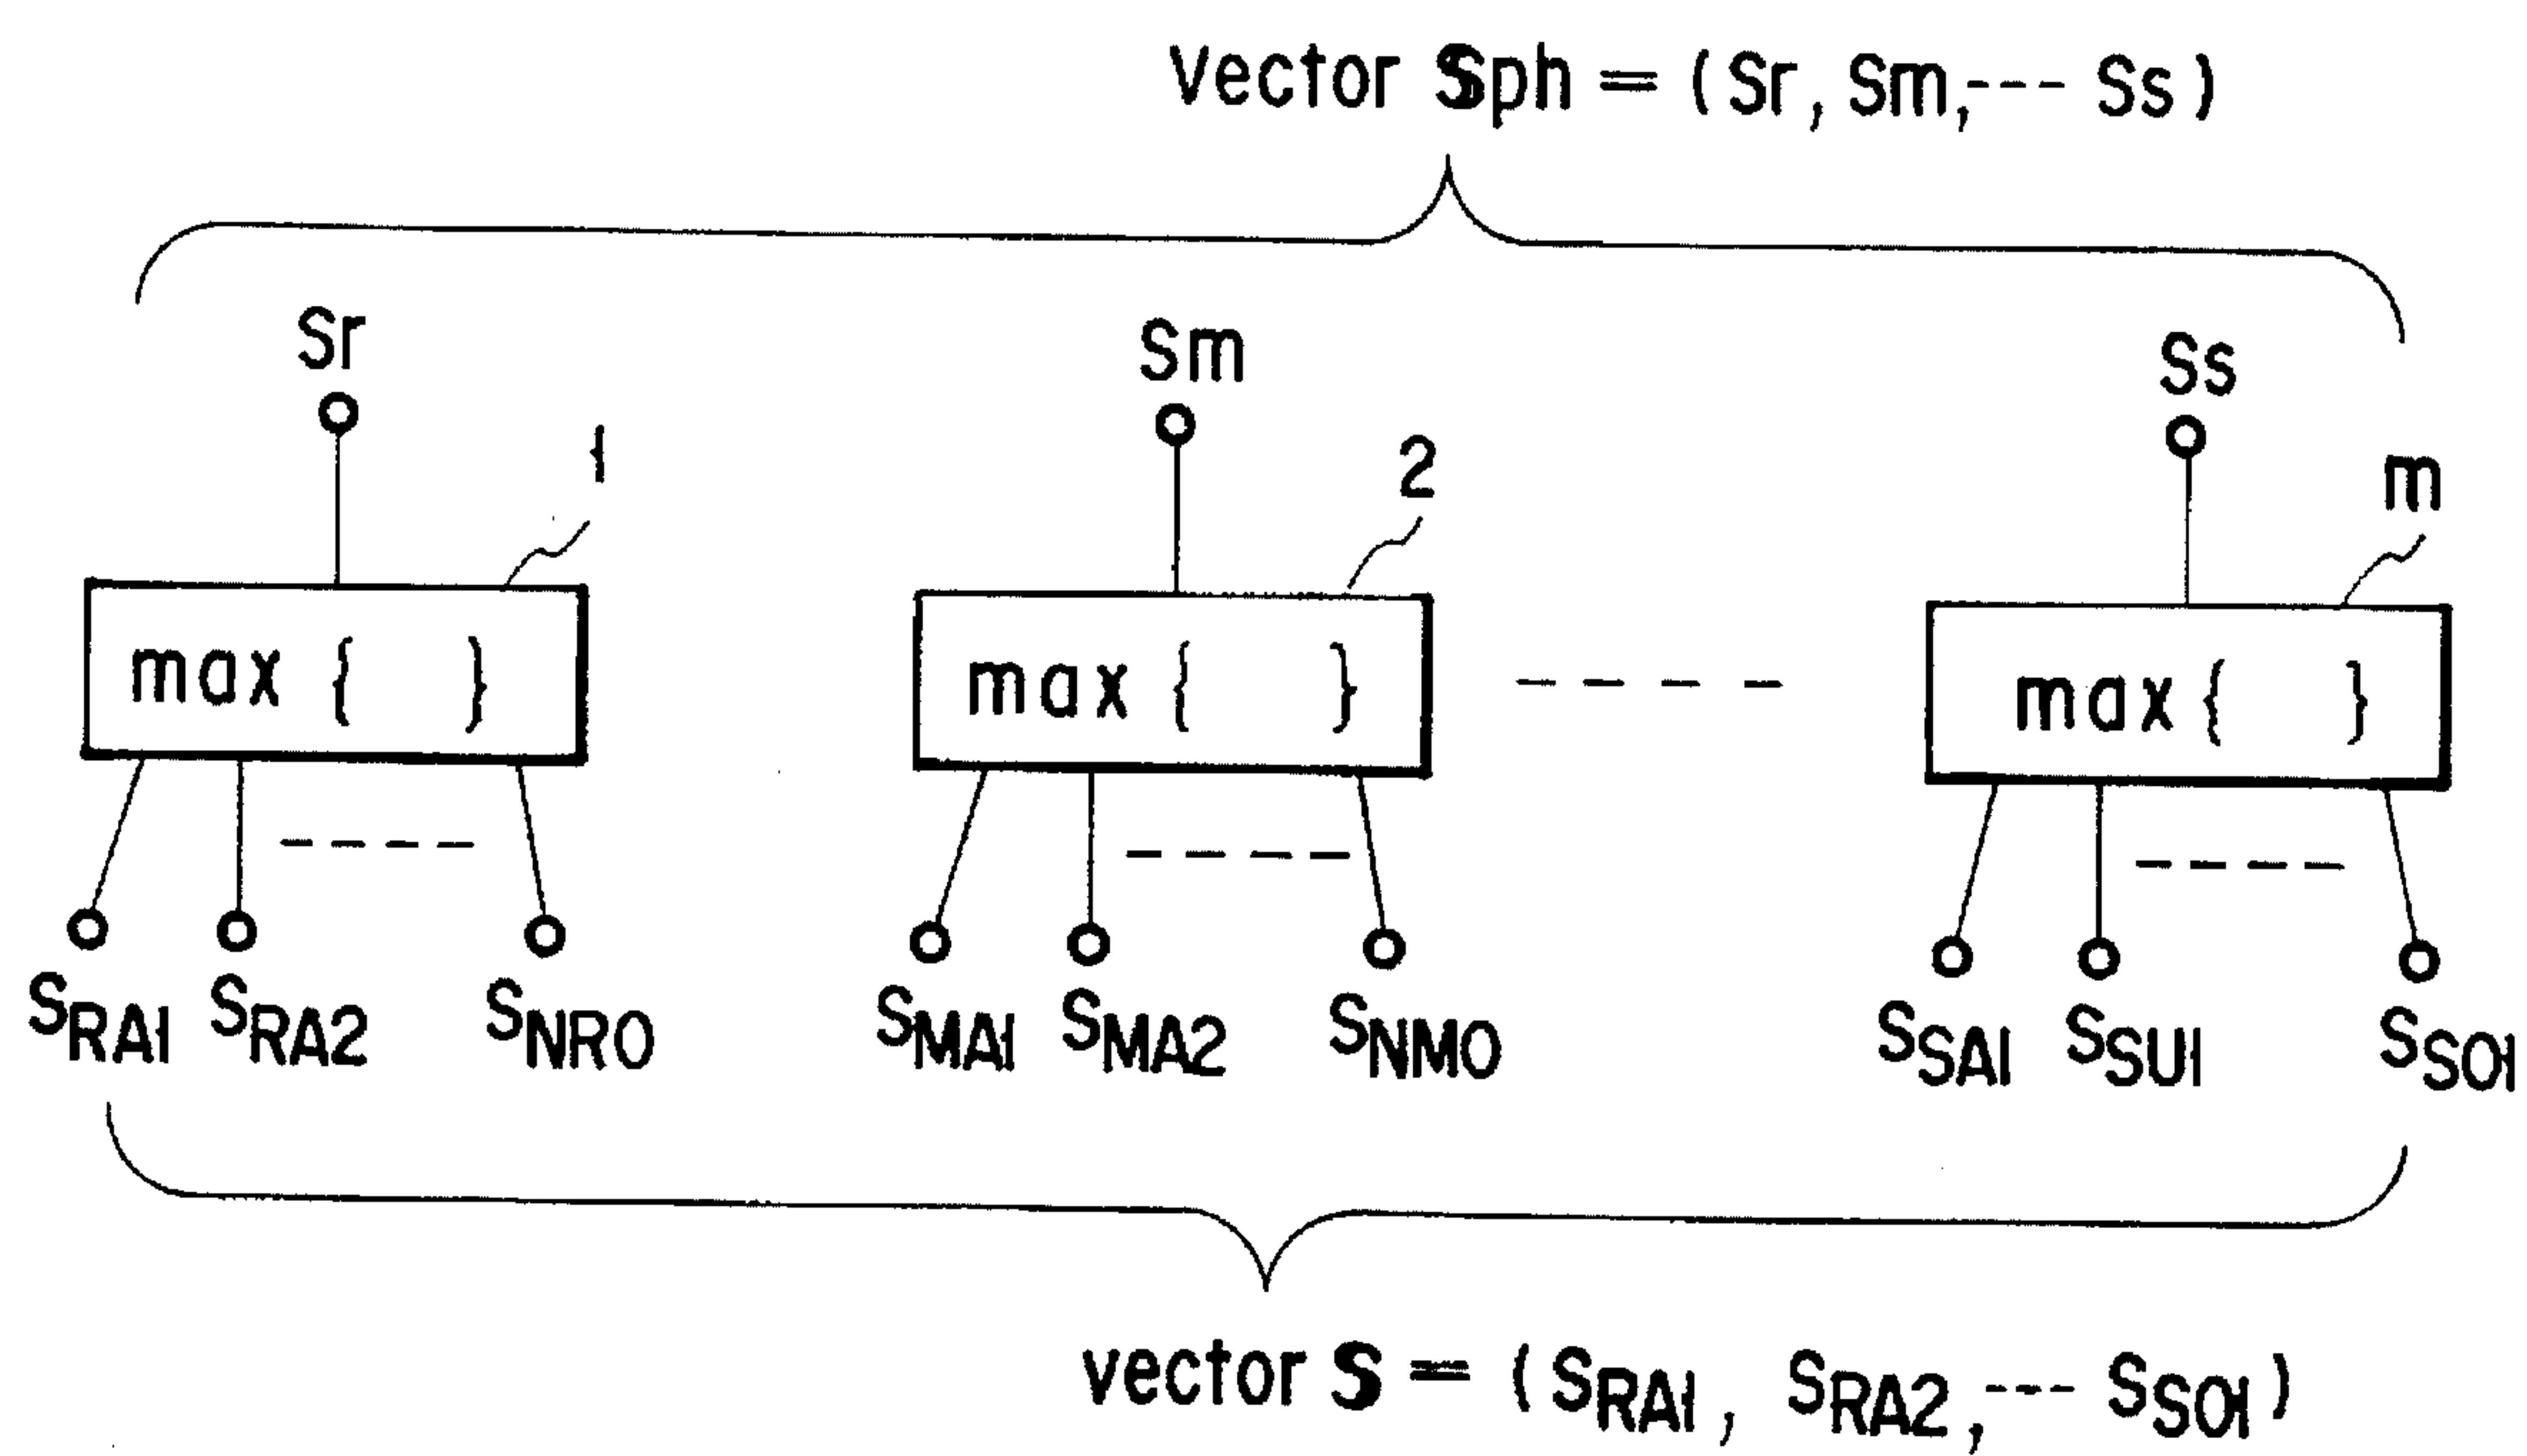 vector Sph = (Sr, Sm,--- Ss)
Sr Sm Ss
1 2 m
max { } max { } ---- max { }
---- ---- ----
SRA1 SRA2 SNRO SMA1 SMA2 SNMO SSA1 SSU1 SSO1
vector S = (SRA1, SRA2,--- SSO1)